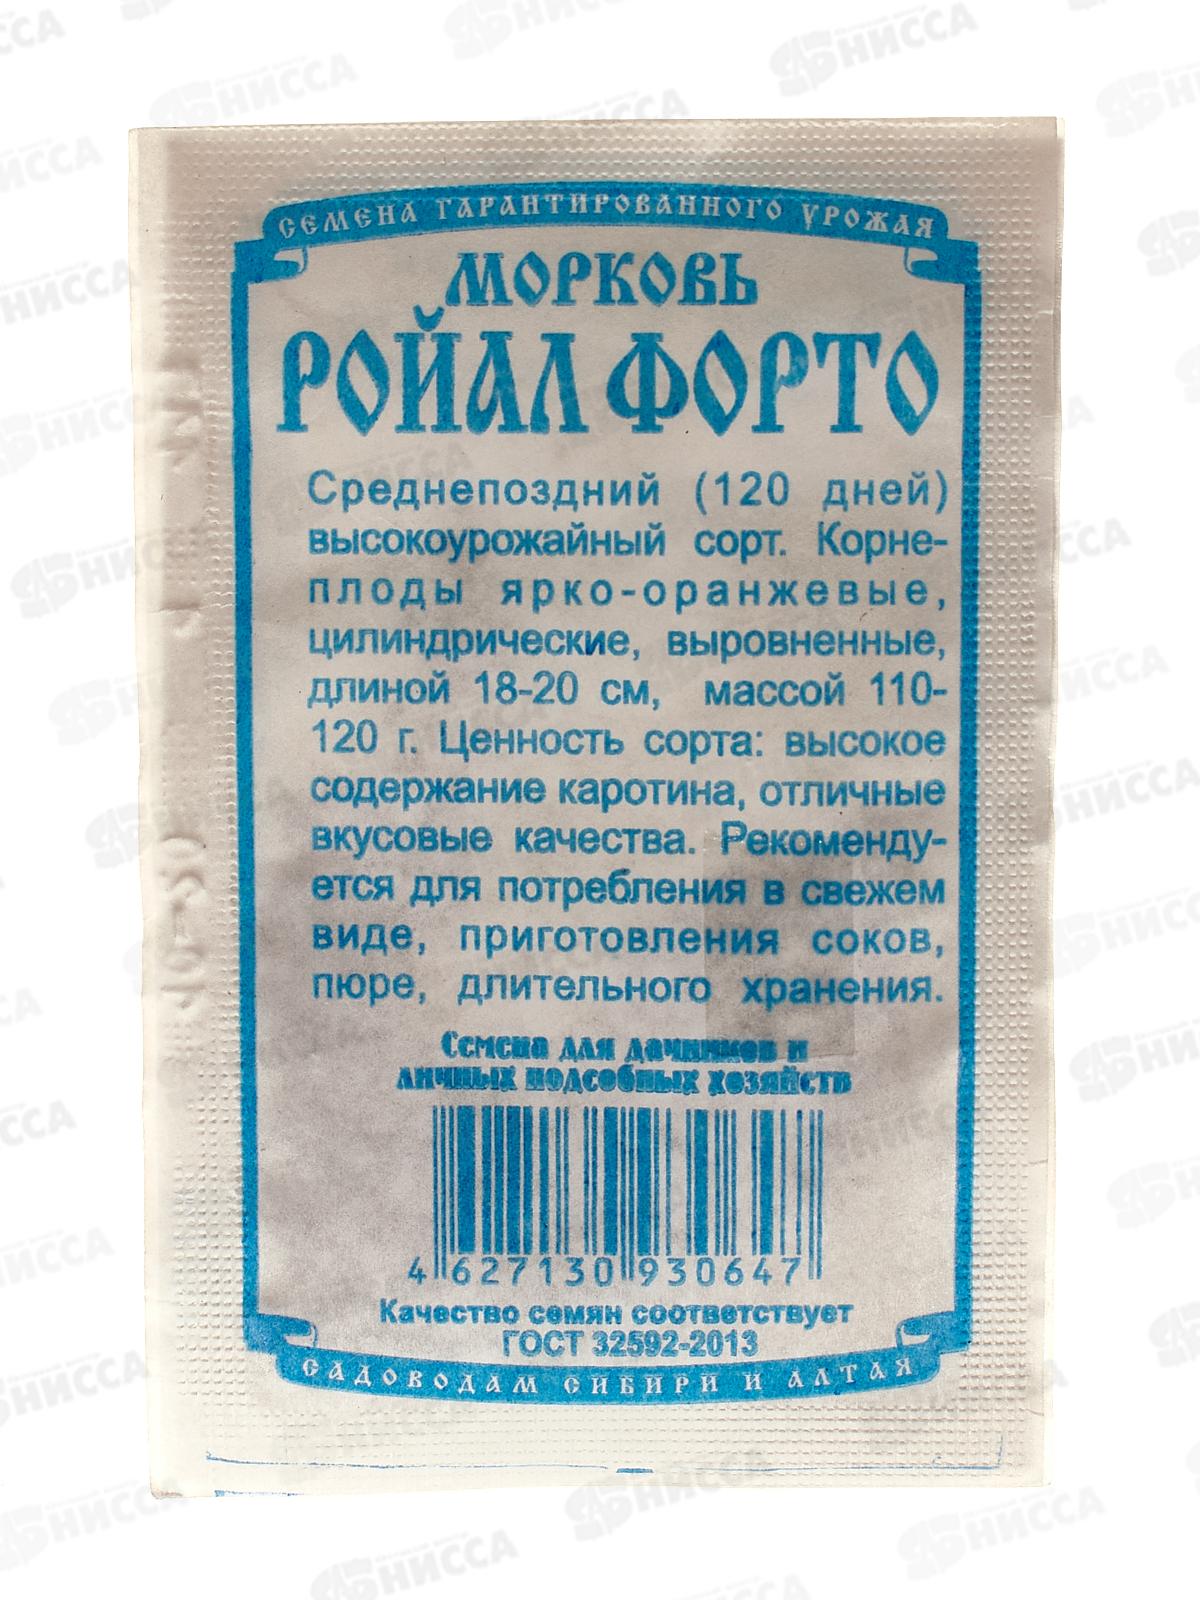 СЕМЕНА ГАРАНТИРОВАННОГО УРОЖАЯ
МОРКОВЬ
РОЙАЛ ФОРТО
Среднепоздний (120 дней)
высокоурожайный сорт. Корне-
плоды ярко-оранжевые,
цилиндрические, выровненные,
длиной 18-20 см, массой 110-
120 г. Ценность сорта: высокое
содержание каротина, отличные
вкусовые качества. Рекоменду-
ется для потребления в свежем
виде, приготовления соков,
пюре, длительного хранения.
Семена для дачников и
личных подсобных хозяйств
4 627130 930647
Качество семян соответствует
ГОСТ 32592-2013
САДОВОДАМ СИБИРИ И АЛТАЯ
НИССА